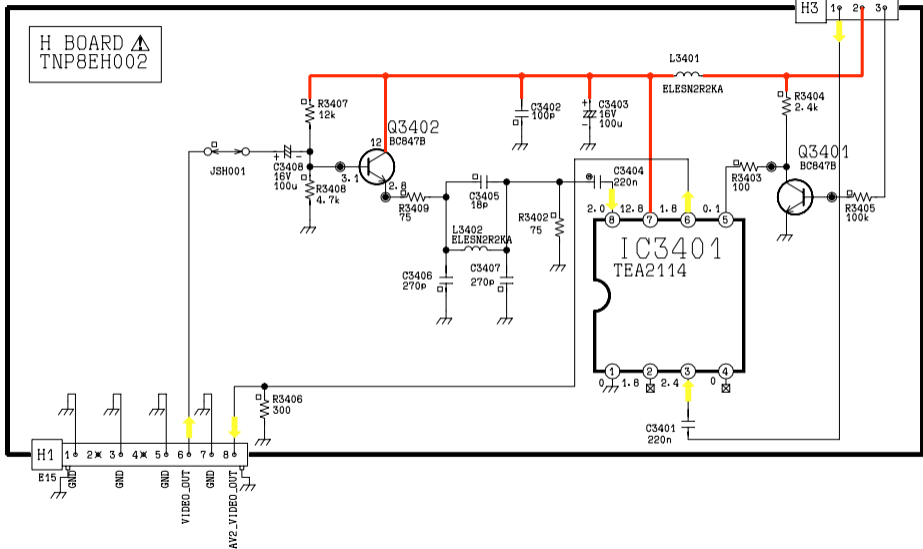 H3 1 2 3
H BOARD ⚠
TNP8EH002
L3401
ELESN2R2KA
R3407
12k
C3402
100p
C3403
16V
100u
+
-
R3404
2.4k
Q3402
BC847B
12
Q3401
BC847B
JSH001
+ -
C3408
16V
100u
3.1
2.8
R3408
4.7k
R3409
75
C3405
18p
C3404
220n
R3403
100
R3405
100k
R3402
75
2.0 12.8 1.8 0.1
8 7 6 5
L3402
ELESN2R2KA
IC3401
TEA2114
C3406
270p
C3407
270p
1 2 3 4
0 1.8 2.4 0
R3406
300
C3401
220n
H1 1 2 3 4 5 6 7 8
E15
GND
GND
GND
VIDEO_OUT
GND
AV2_VIDEO_OUT